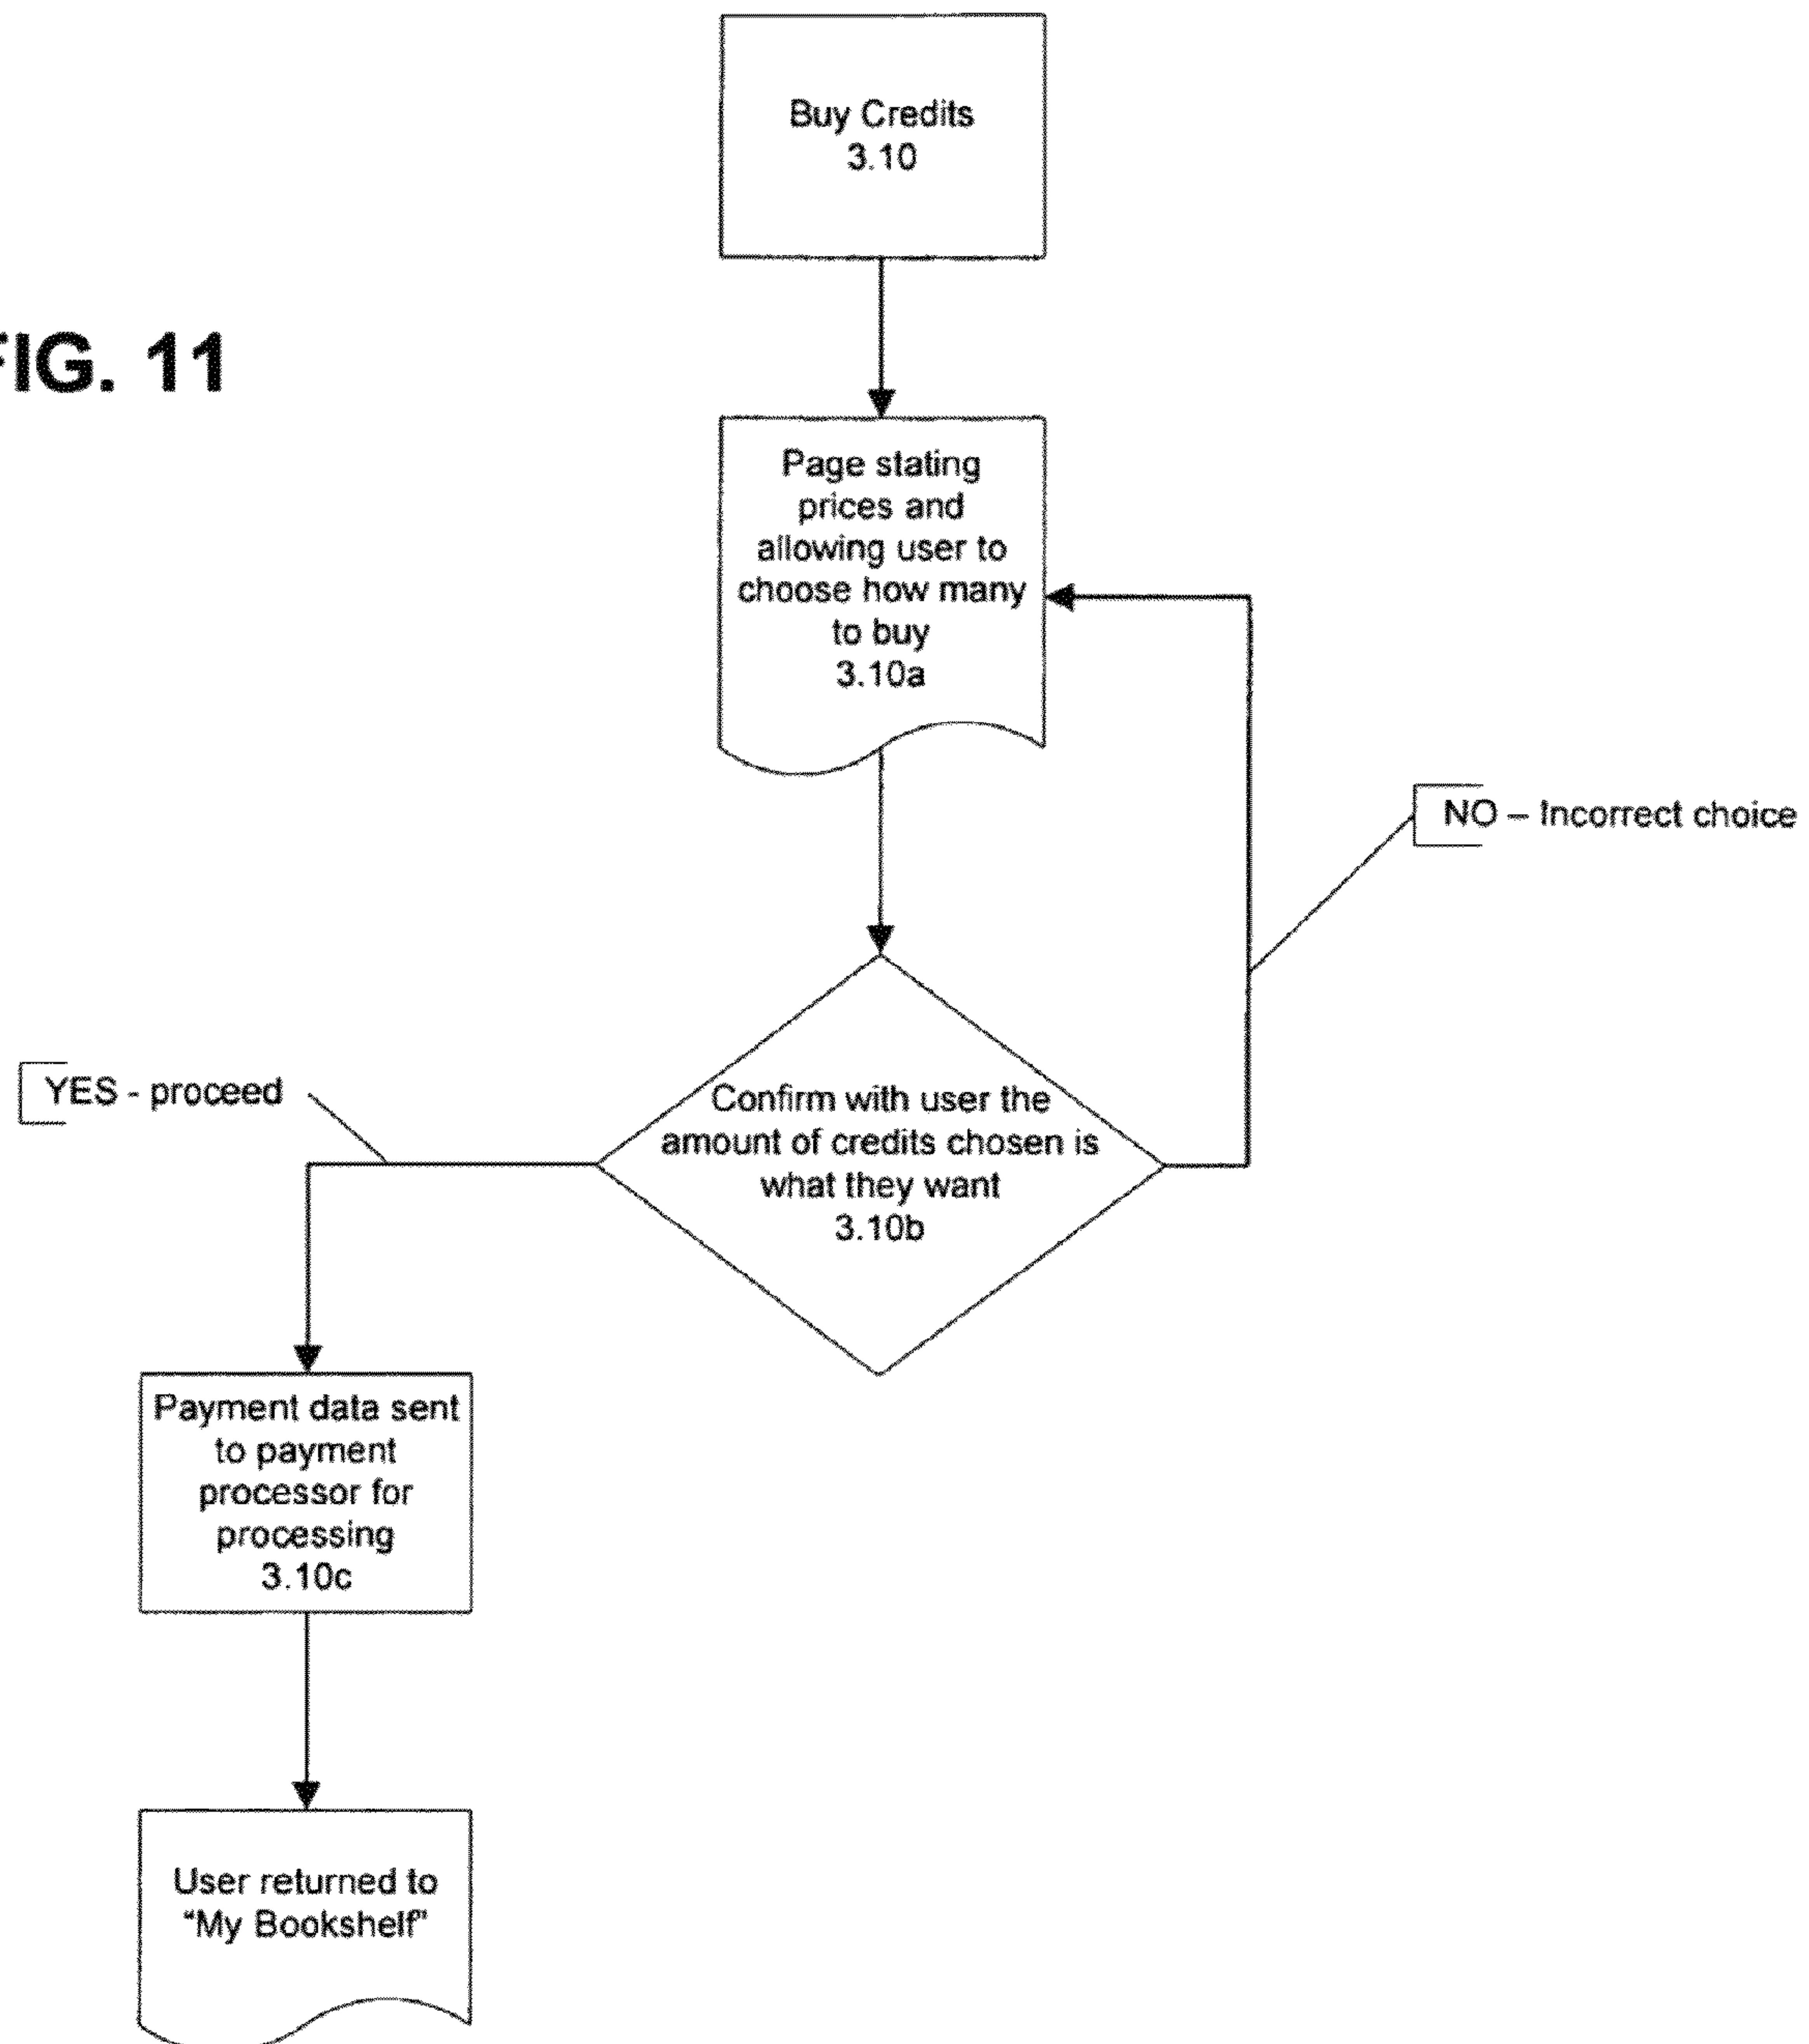 Buy Credits
3.10
FIG. 11
Page stating
prices and
allowing user to
choose how many
to buy
3.10a
NO – Incorrect choice
YES - proceed
Confirm with user the
amount of credits chosen is
what they want
3.10b
Payment data sent
to payment
processor for
processing
3.10c
User returned to
“My Bookshelf”